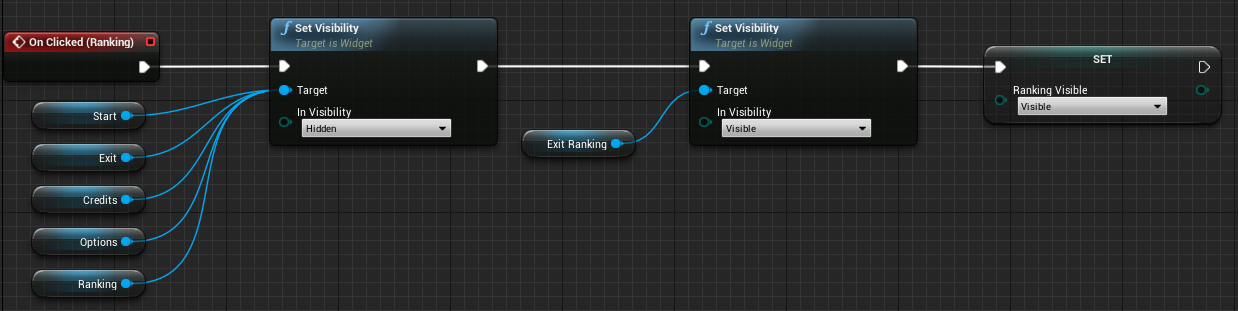 On Clicked (Ranking)
Start
Exit
Credits
Options
Ranking
f Set Visibility
Target is Widget
Target
In Visibility
Hidden
Exit Ranking
f Set Visibility
Target is Widget
Target
In Visibility
Visible
SET
Ranking Visible
Visible